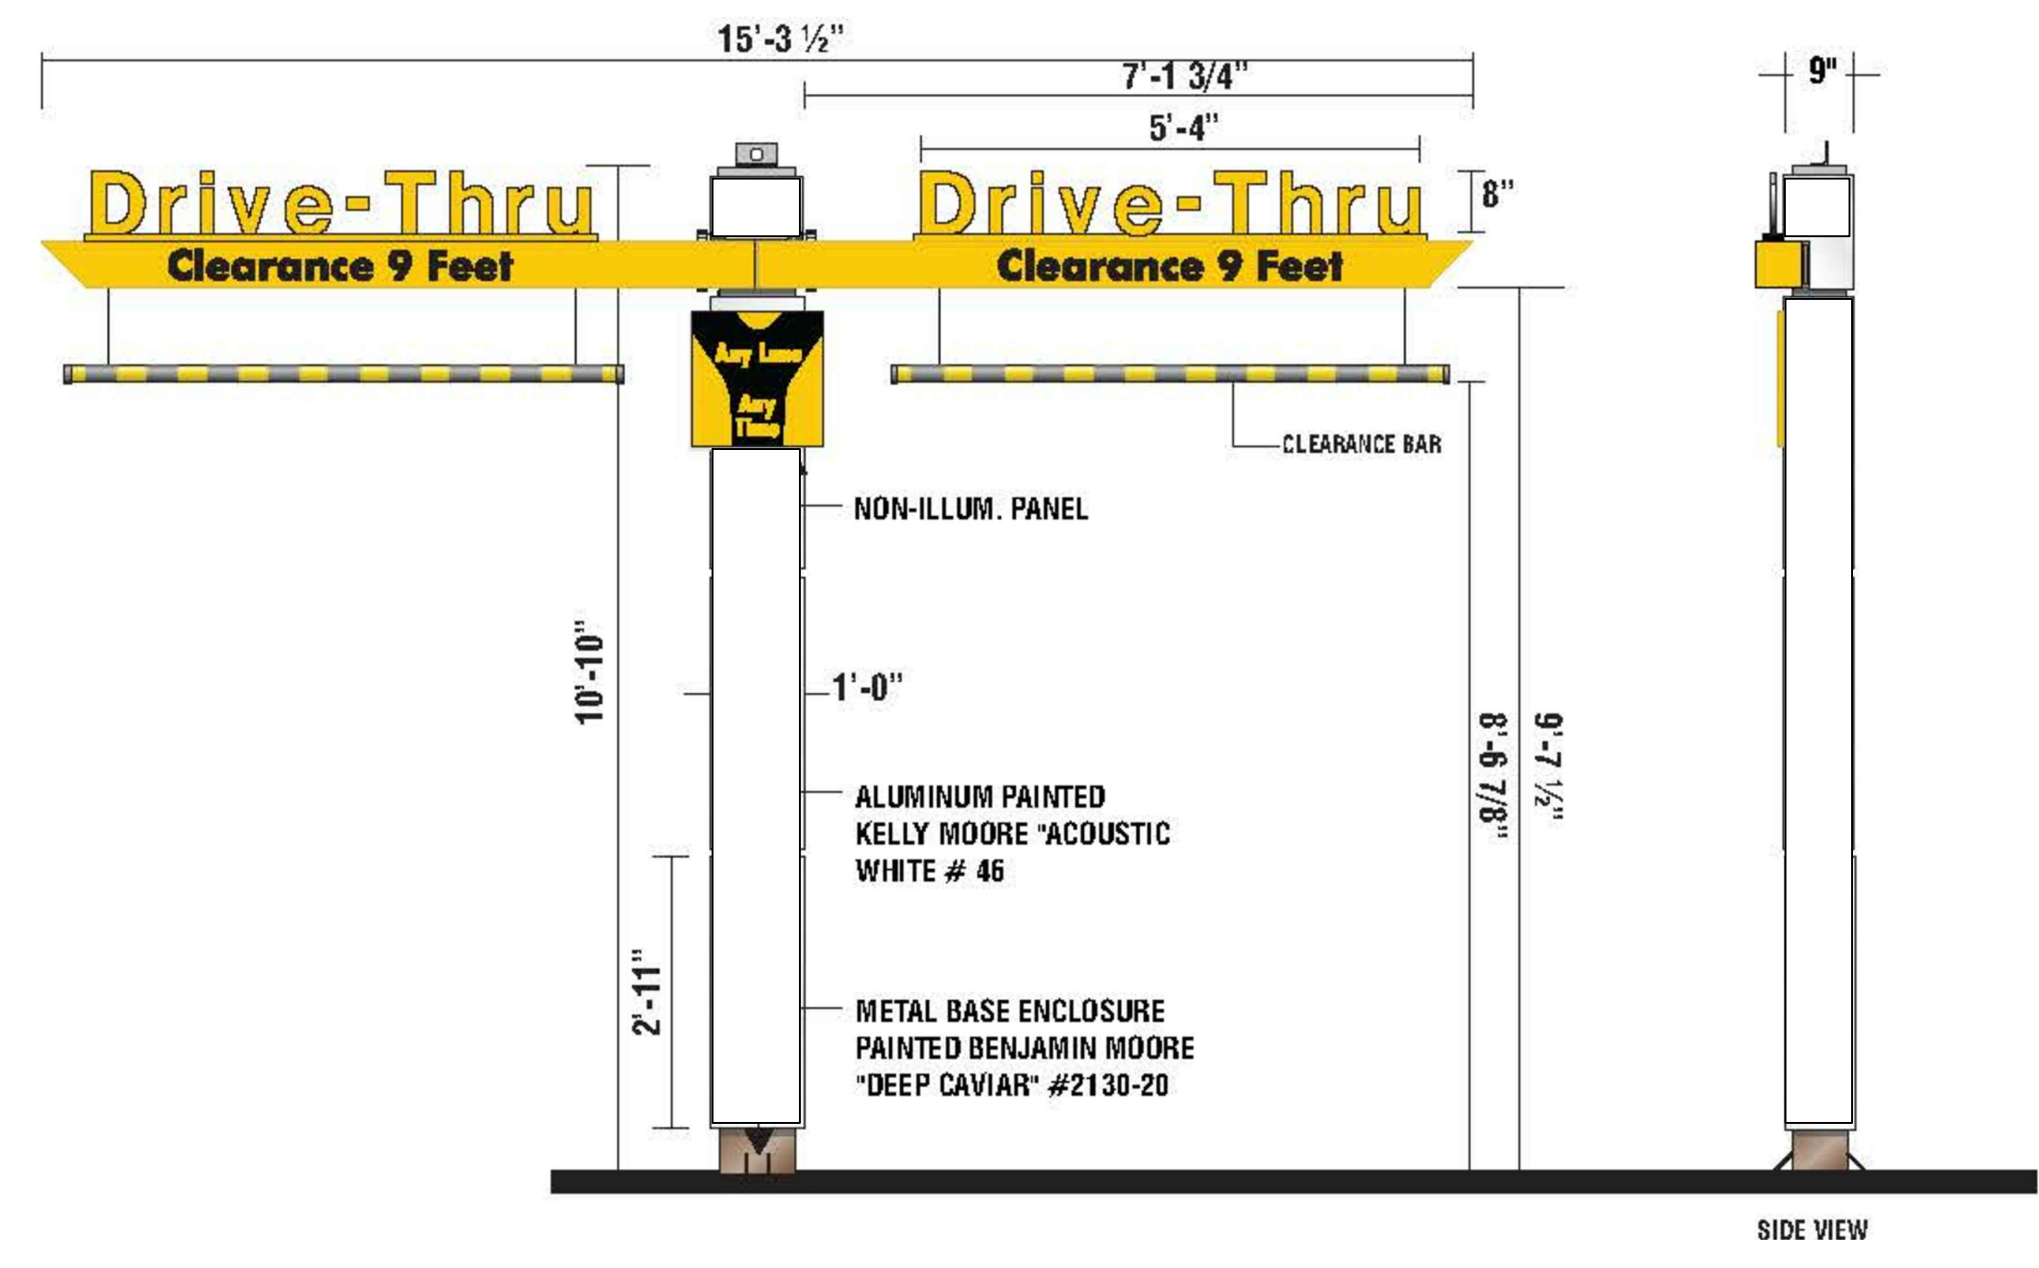 15'-3 ½"
7'-1 3/4"
9"
5'-4"
Drive-Thru
Drive-Thru
8"
Clearance 9 Feet
Clearance 9 Feet
Any Lane
Any
Time
CLEARANCE BAR
NON-ILLUM. PANEL
10'-10"
1'-0"
8'-6 7/8"
9'-7 ½"
ALUMINUM PAINTED
KELLY MOORE "ACOUSTIC
WHITE # 46
2'-11"
METAL BASE ENCLOSURE
PAINTED BENJAMIN MOORE
"DEEP CAVIAR" #2130-20
SIDE VIEW